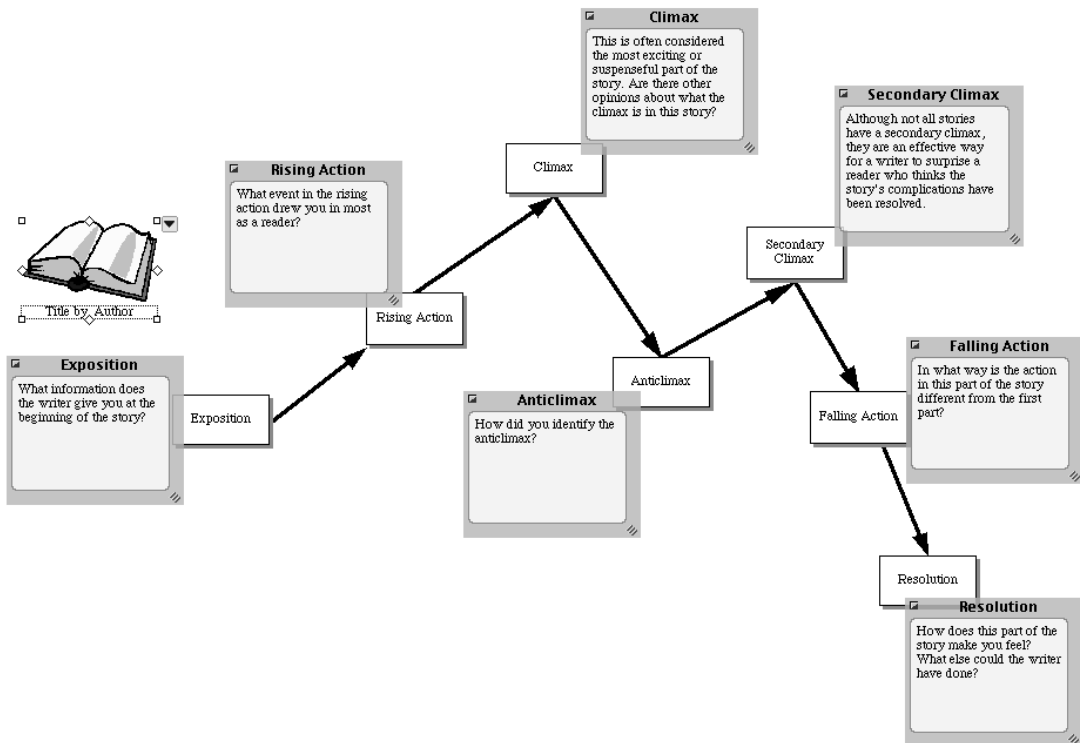 Climax
This is often considered
the most exciting or
suspenseful part of the
story. Are there other
opinions about what the
climax is in this story?
Secondary Climax
Although not all stories
have a secondary climax,
they are an effective way
for a writer to surprise a
reader who thinks the
story's complications have
been resolved.
Rising Action
What event in the rising
action drew you in most
as a reader?
Climax
Secondary
Climax
Title by Author
Rising Action
Exposition
What information does
the writer give you at the
beginning of the story?
Exposition
Anticlimax
Anticlimax
How did you identify the
anticlimax?
Falling Action
In what way is the action
in this part of the story
different from the first
part?
Falling Action
Resolution
Resolution
How does this part of the
story make you feel?
What else could the writer
have done?